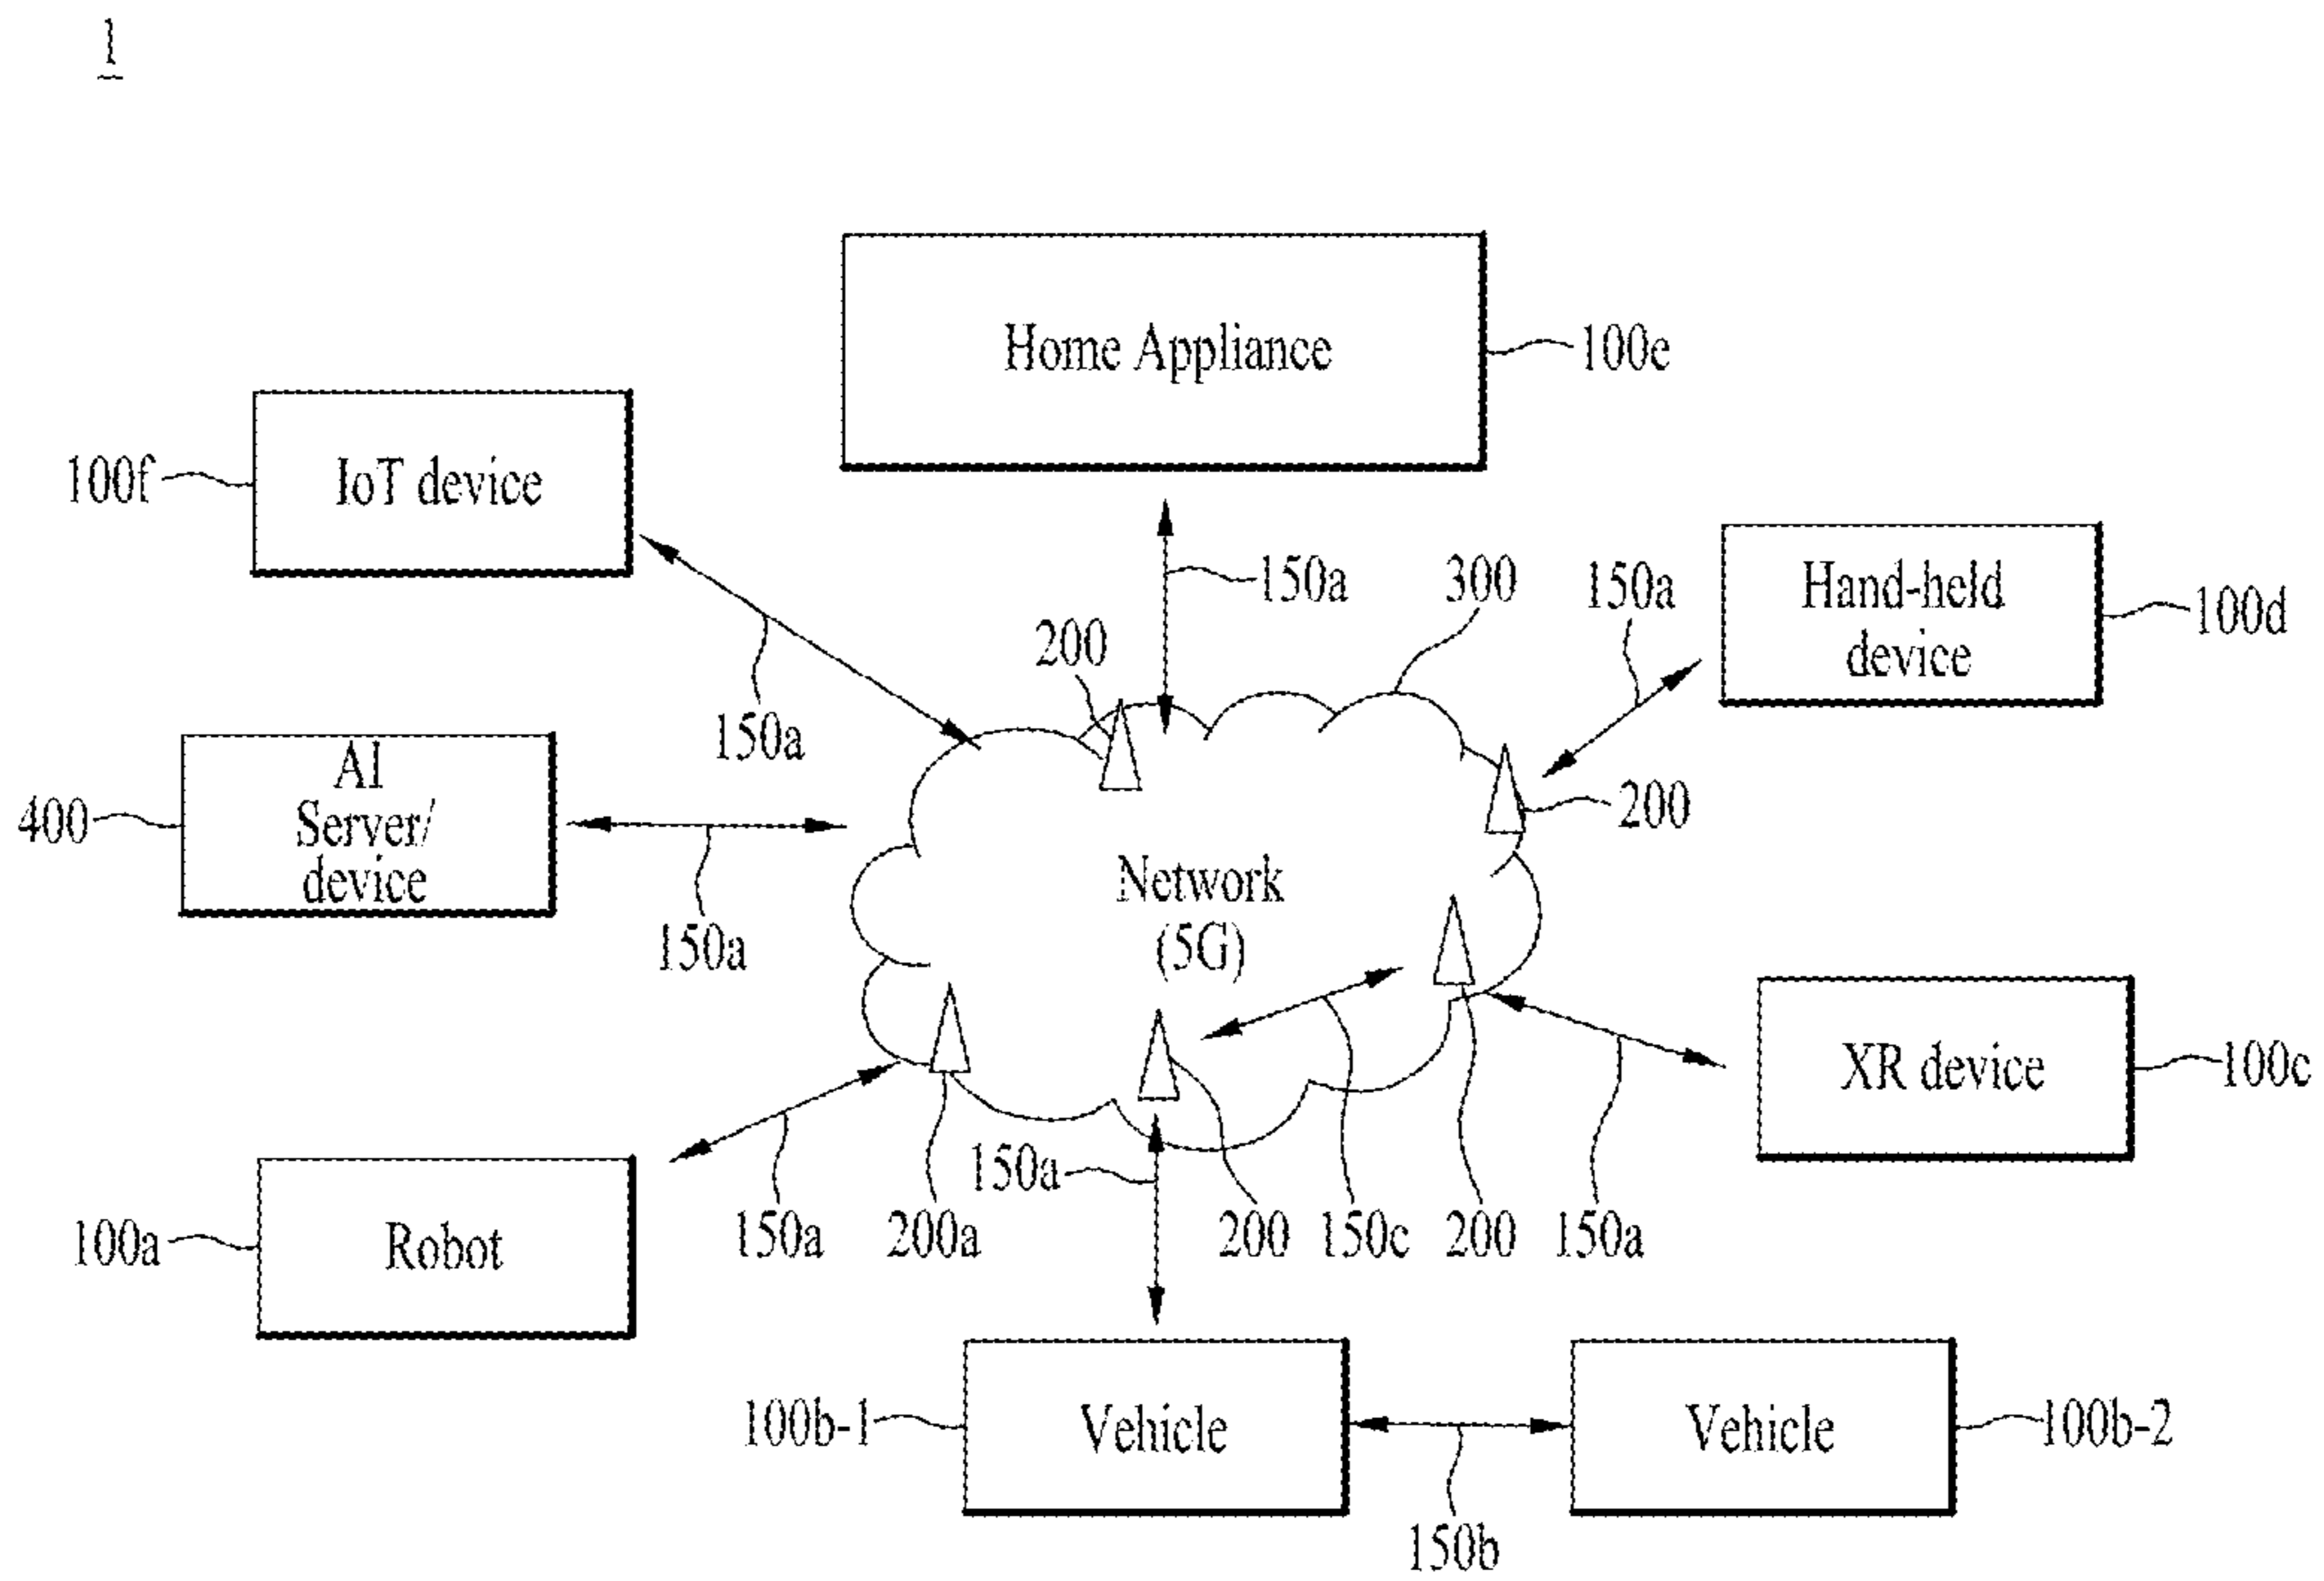 1
Home Appliance
100e
IoT device
100f
150a
300
150a
Hand-held
device
100d
200
150a
AI
Server/
device
400
200
150a
Network
(5G)
XR device
100c
150a
Robot
100a
150a
200a
200
150c
200
150a
100b-1
Vehicle
Vehicle
100b-2
150b